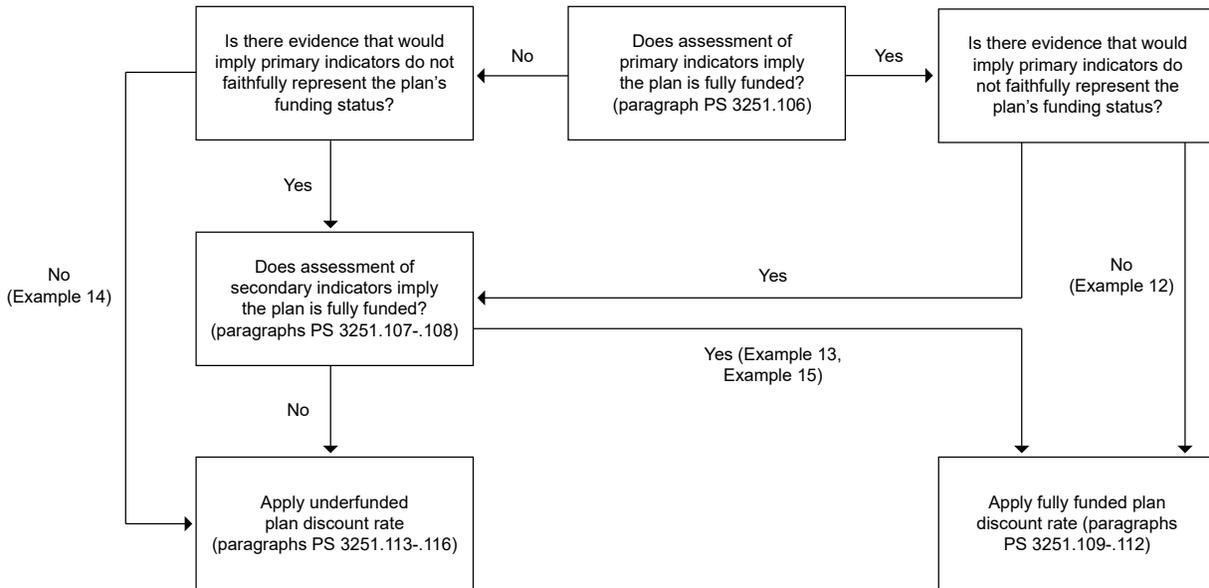 Is there evidence that would
imply primary indicators do not
faithfully represent the plan's
funding status?
No
Does assessment of
primary indicators imply
the plan is fully funded?
(paragraph PS 3251.106)
Yes
Is there evidence that would
imply primary indicators do
not faithfully represent the
plan's funding status?
Yes
No
(Example 14)
Does assessment of
secondary indicators imply
the plan is fully funded?
(paragraphs PS 3251.107-.108)
Yes
No
(Example 12)
Yes (Example 13,
Example 15)
No
Apply underfunded
plan discount rate
(paragraphs PS 3251.113-.116)
Apply fully funded plan
discount rate (paragraphs
PS 3251.109-.112)